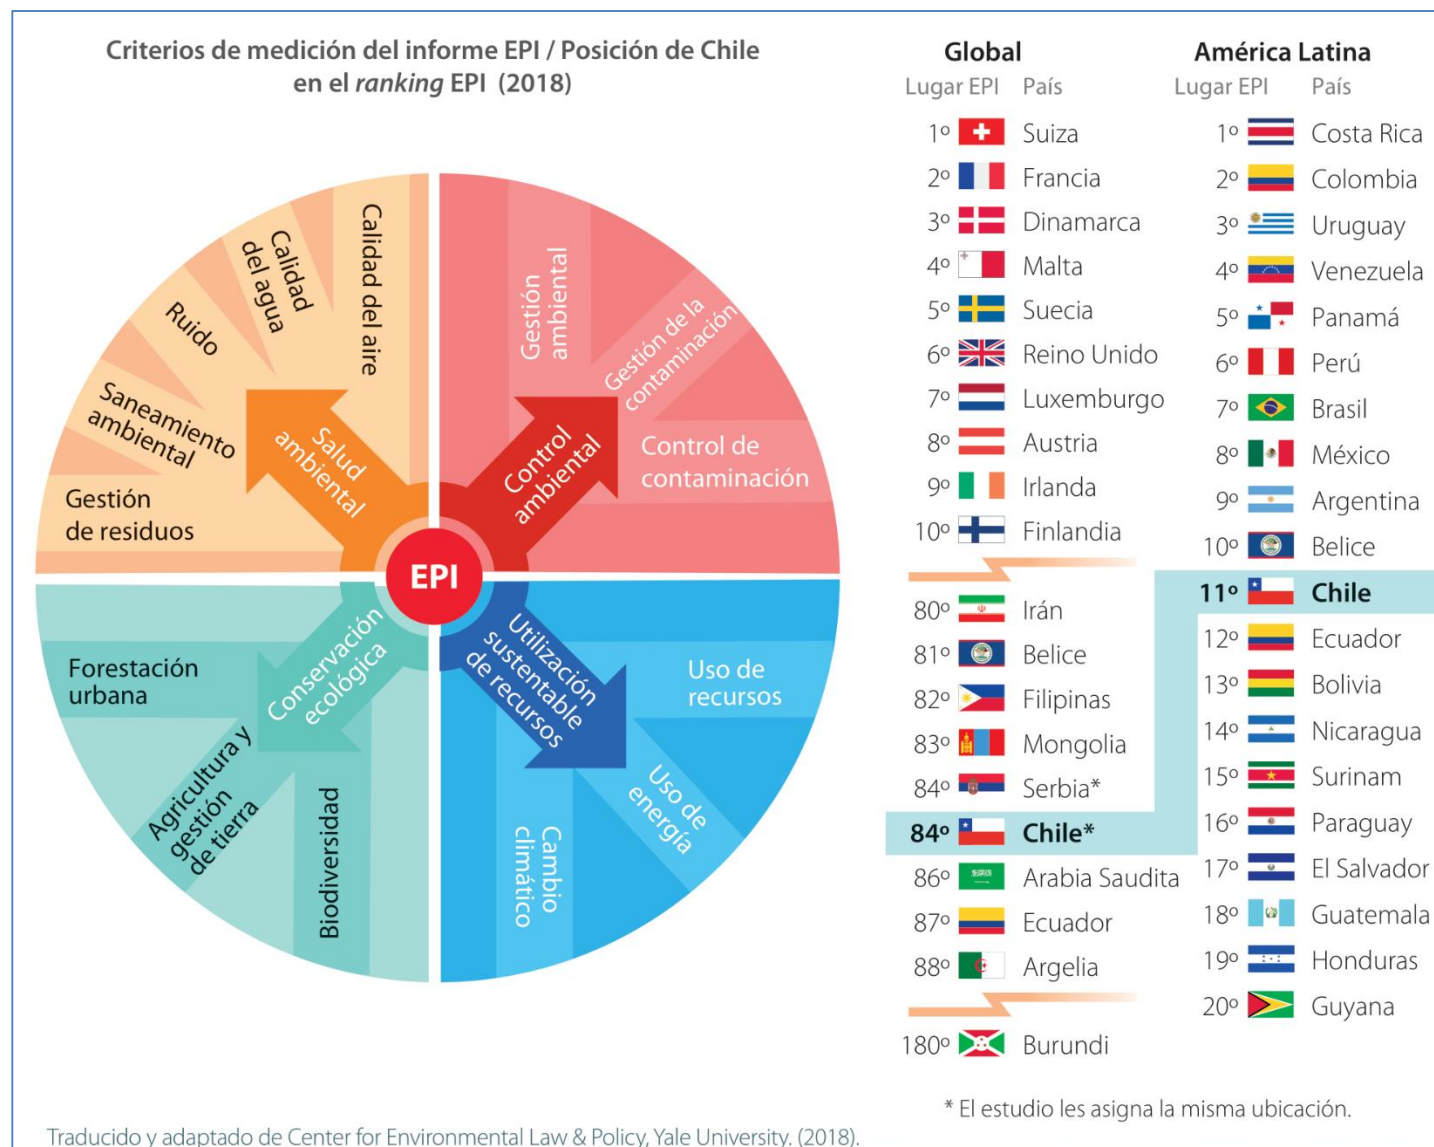 Criterios de medición del informe EPI / Posición de Chile
en el ranking EPI (2018)
Calidad del aire
Calidad
del agua
Ruido
Saneamiento
ambiental
Gestión
de residuos
Salud
ambiental
Gestión
ambiental
Gestión de la
contaminación
Control de
contaminación
Control
ambiental
EPI
Forestación
urbana
Agricultura y
gestión
de tierra
Biodiversidad
Conservación
ecológica
Utilización
sustentable
de recursos
Uso de
recursos
Uso de
energía
Cambio
climático
Global
Lugar EPI País
1º Suiza
2º Francia
3º Dinamarca
4º Malta
5º Suecia
6º Reino Unido
7º Luxemburgo
8º Austria
9º Irlanda
10º Finlandia
80º Irán
81º Belice
82º Filipinas
83º Mongolia
84º Serbia*
84º Chile*
86º Arabia Saudita
87º Ecuador
88º Argelia
180º Burundi
América Latina
Lugar EPI País
1º Costa Rica
2º Colombia
3º Uruguay
4º Venezuela
5º Panamá
6º Perú
7º Brasil
8º México
9º Argentina
10º Belice
11º Chile
12º Ecuador
13º Bolivia
14º Nicaragua
15º Surinam
16º Paraguay
17º El Salvador
18º Guatemala
19º Honduras
20º Guyana
* El estudio les asigna la misma ubicación.
Traducido y adaptado de Center for Environmental Law & Policy, Yale University. (2018).